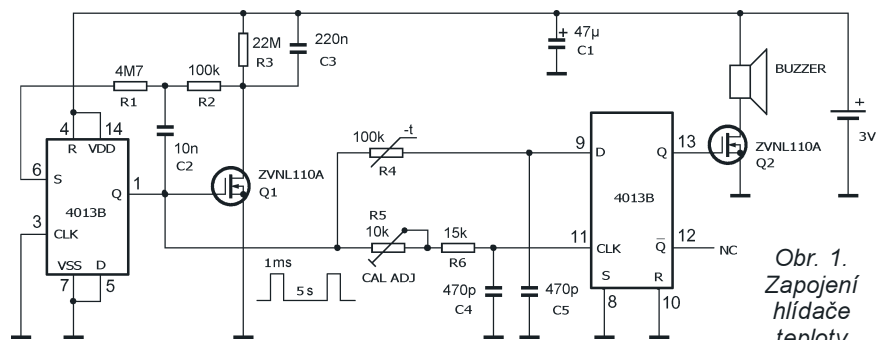 22M
R3
220n
C3
+ 47µ
C1
4M7
R1
100k
R2
BUZZER
4 14
R VDD
10n
C2
6 S
Q 1
4013B
3 CLK
VSS D
7 5
ZVNL110A
Q1
100k -t
R4
R5
10k
CAL ADJ
15k
R6
1ms
5 s
470p
C4
470p
C5
9 D
Q 13
4013B
11 CLK
Q 12 NC
S R
8 10
ZVNL110A
Q2
+
3V
Obr. 1.
Zapojení
hlídače
teploty